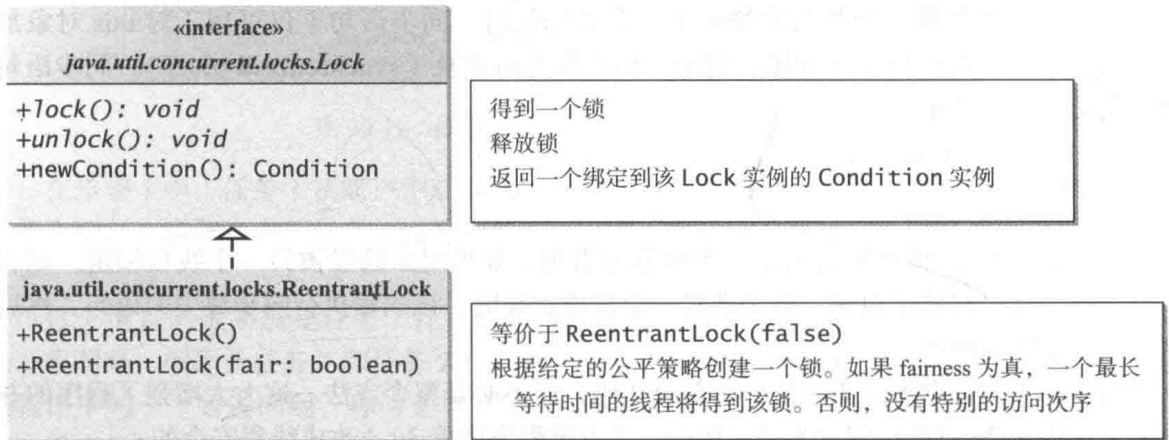 «interface»
java.util.concurrent.locks.Lock
+lock(): void
+unlock(): void
+newCondition(): Condition
得到一个锁
释放锁
返回一个绑定到该 Lock 实例的 Condition 实例
java.util.concurrent.locks.ReentrantLock
+ReentrantLock()
+ReentrantLock(fair: boolean)
等价于 ReentrantLock(false)
根据给定的公平策略创建一个锁。如果 fairness 为真，一个最长
等待时间的线程将得到该锁。否则，没有特别的访问次序